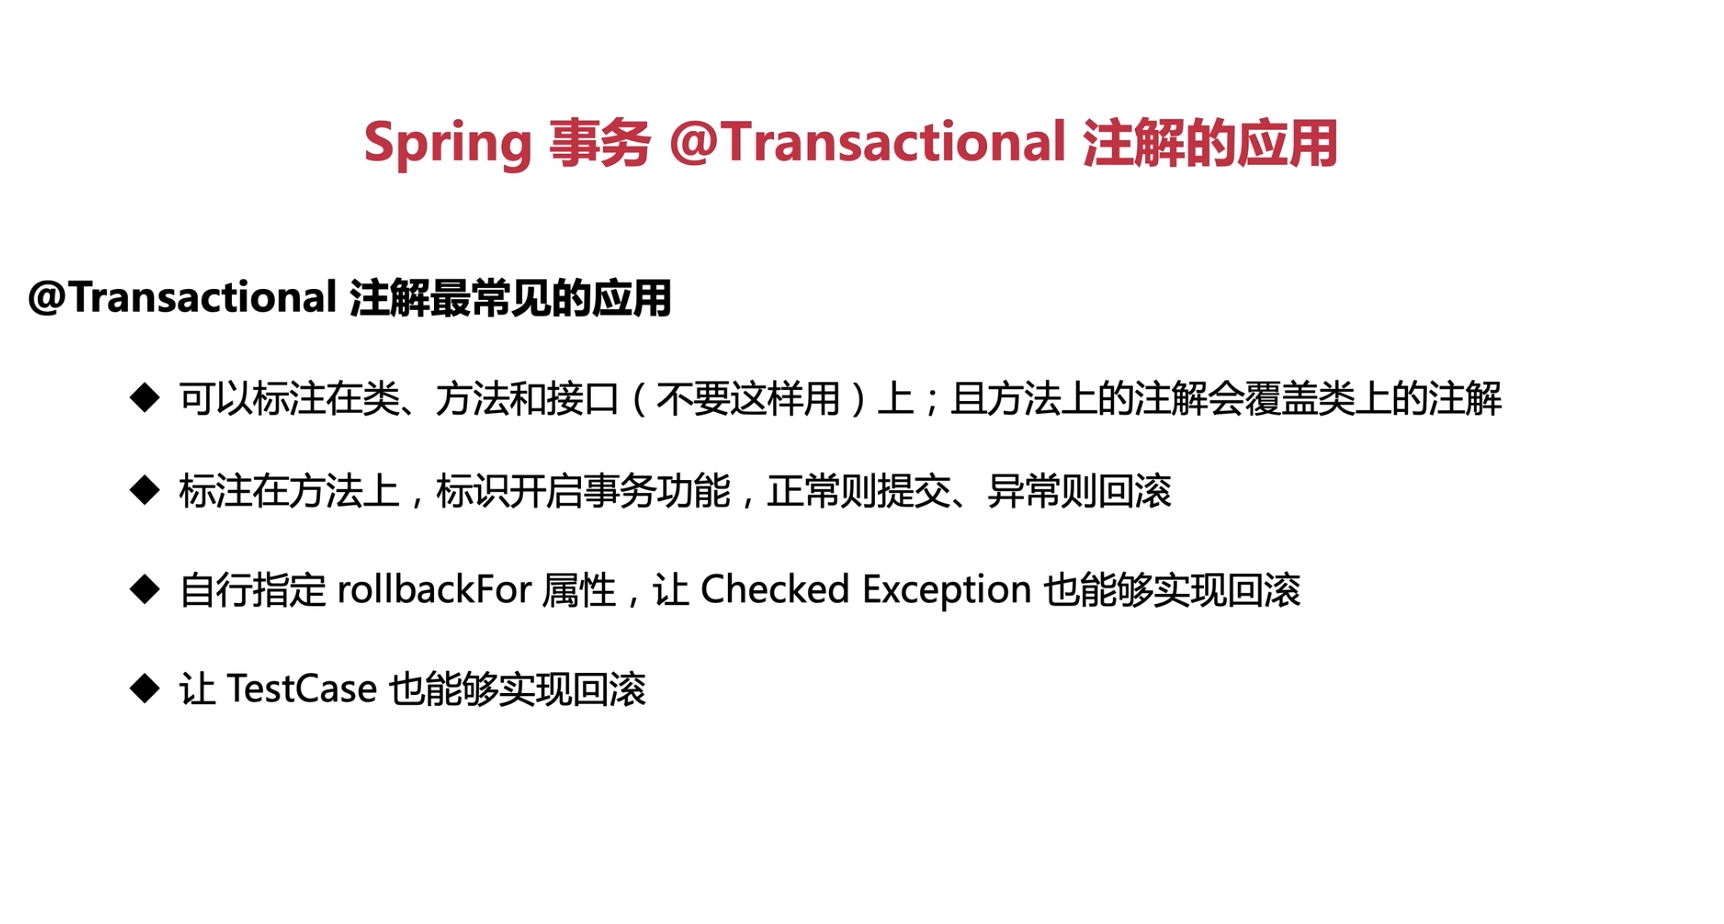 Spring 事务 @Transactional 注解的应用
@Transactional 注解最常见的应用
◆ 可以标注在类、方法和接口（不要这样用）上；且方法上的注解会覆盖类上的注解
◆ 标注在方法上，标识开启事务功能，正常则提交、异常则回滚
◆ 自行指定 rollbackFor 属性，让 Checked Exception 也能够实现回滚
◆ 让 TestCase 也能够实现回滚